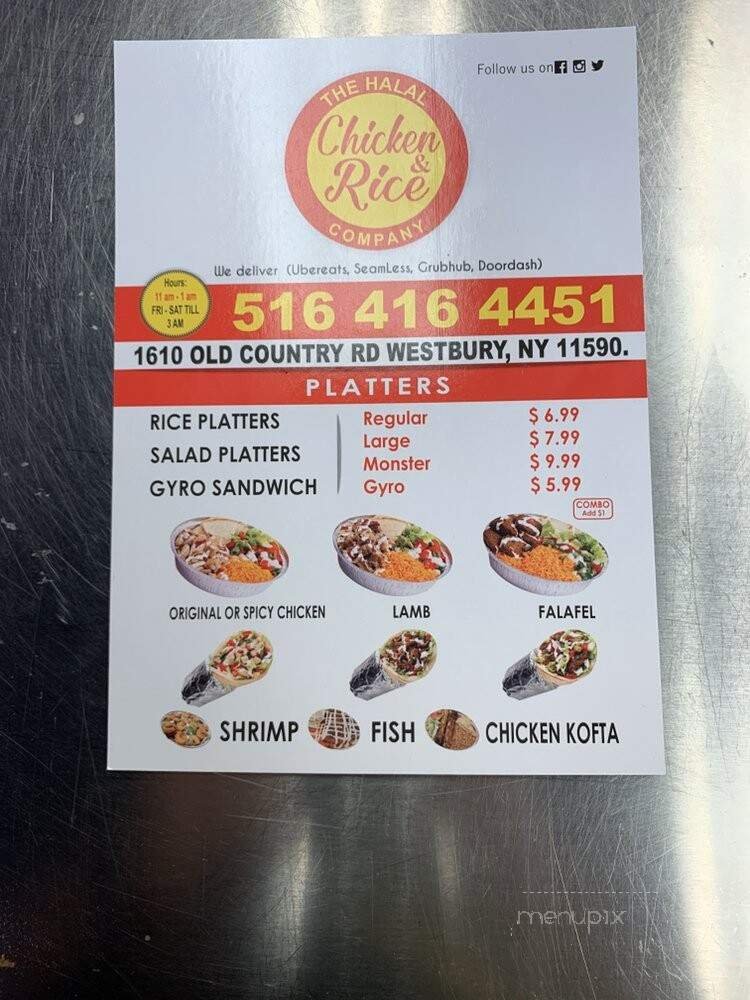 Follow us on
THE HALAL
Chicken
&
Rice
COMPANY
We deliver (Ubereats, SeamLess, Grubhub, Doordash)
Hours:
11 am - 1 am
FRI - SAT TILL
3 AM
516 416 4451
1610 OLD COUNTRY RD WESTBURY, NY 11590.
PLATTERS
RICE PLATTERS
SALAD PLATTERS
GYRO SANDWICH
Regular $ 6.99
Large $ 7.99
Monster $ 9.99
Gyro $ 5.99
COMBO
Add $1
ORIGINAL OR SPICY CHICKEN LAMB FALAFEL
SHRIMP FISH CHICKEN KOFTA
menupix